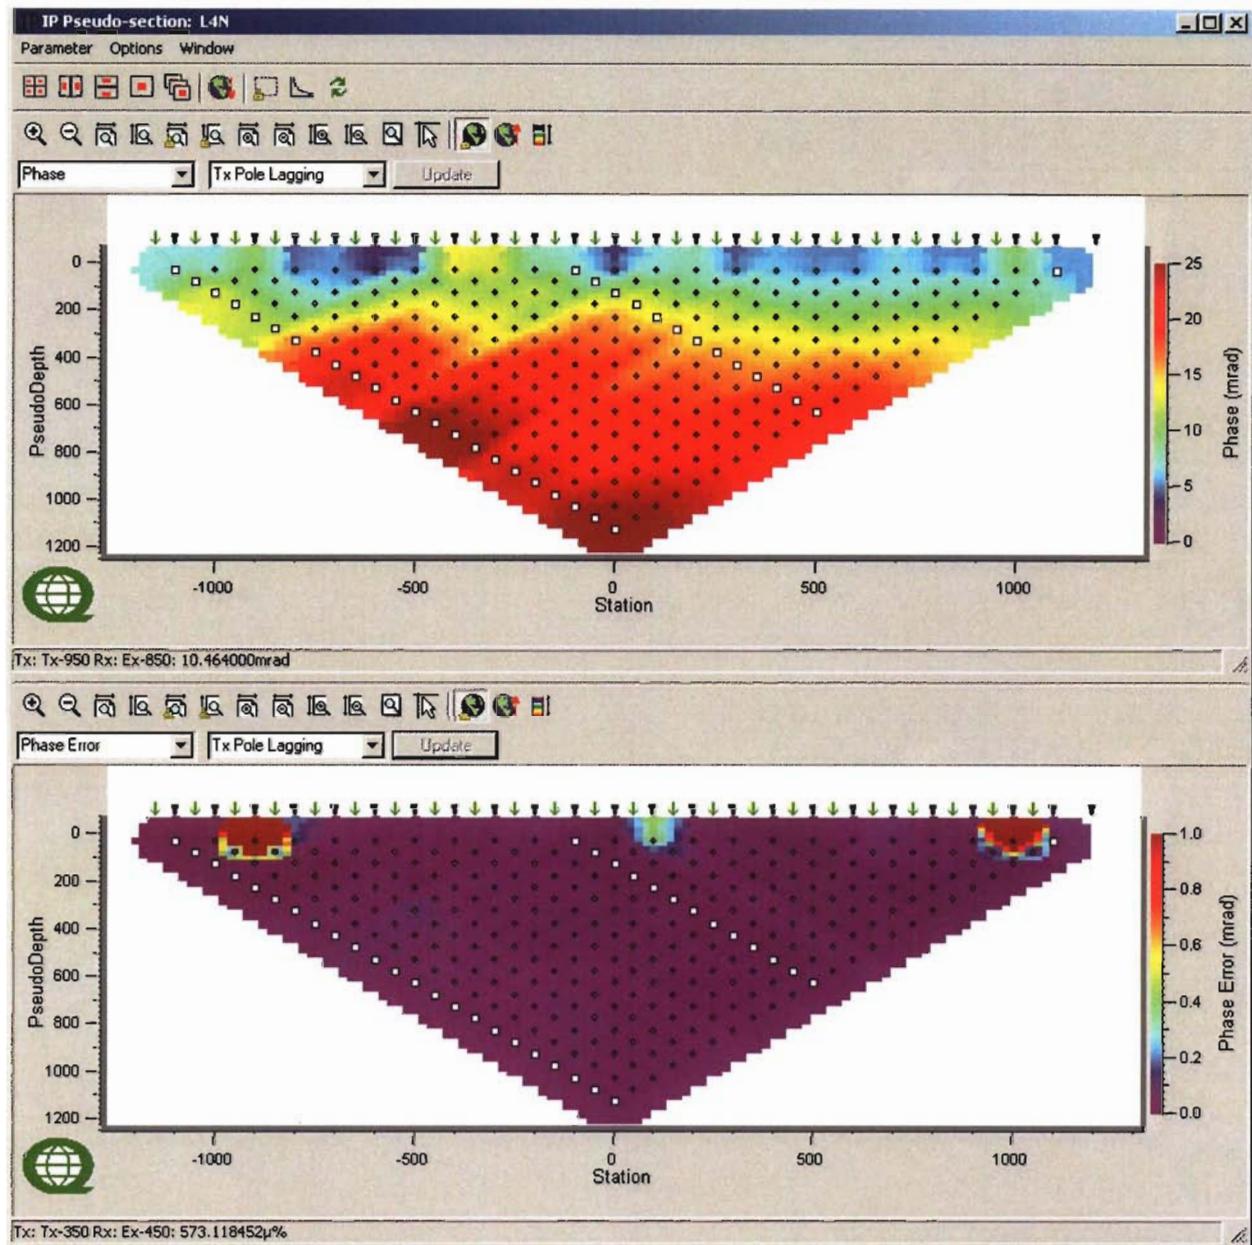 IP Pseudo-section: L4N
Parameter Options Window
Phase Tx Pole Lagging Update
0
200
400
600
800
1000
1200
PseudoDepth
-1000 -500 0 500 1000
Station
25
20
15
10
5
0
Phase (mrad)
Tx: Tx-950 Rx: Ex-850: 10.464000mrad
Phase Error Tx Pole Lagging Update
0
200
400
600
800
1000
1200
PseudoDepth
-1000 -500 0 500 1000
Station
1.0
0.8
0.6
0.4
0.2
0.0
Phase Error (mrad)
Tx: Tx-350 Rx: Ex-450: 573.118452µ%